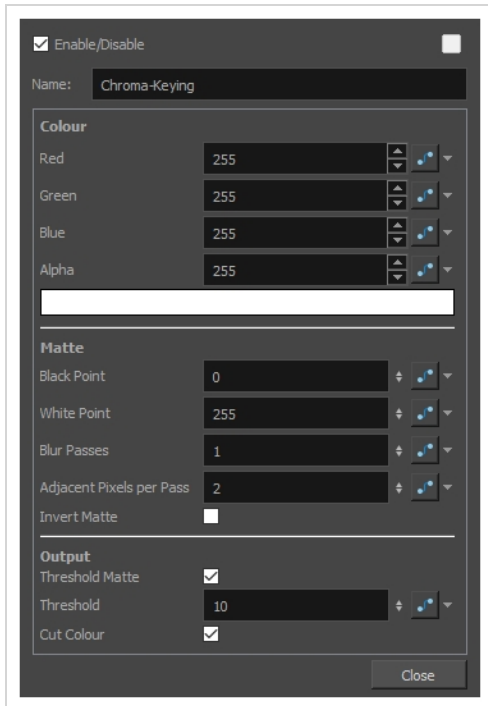 Enable/Disable
Name: Chroma-Keying
Colour
Red 255
Green 255
Blue 255
Alpha 255
Matte
Black Point 0
White Point 255
Blur Passes 1
Adjacent Pixels per Pass 2
Invert Matte
Output
Threshold Matte
Threshold 10
Cut Colour
Close